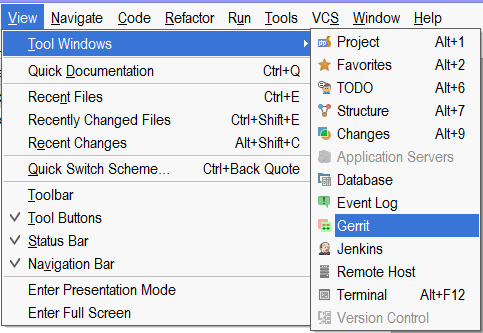 View Navigate Code Refactor Run Tools VCS Window Help
Tool Windows
Quick Documentation Ctrl+Q
Recent Files Ctrl+E
Recently Changed Files Ctrl+Shift+E
Recent Changes Alt+Shift+C
Quick Switch Scheme... Ctrl+Back Quote
Toolbar
Tool Buttons
Status Bar
Navigation Bar
Enter Presentation Mode
Enter Full Screen
Project Alt+1
Favorites Alt+2
TODO Alt+6
Structure Alt+7
Changes Alt+9
Application Servers
Database
Event Log
Gerrit
Jenkins
Remote Host
Terminal Alt+F12
Version Control